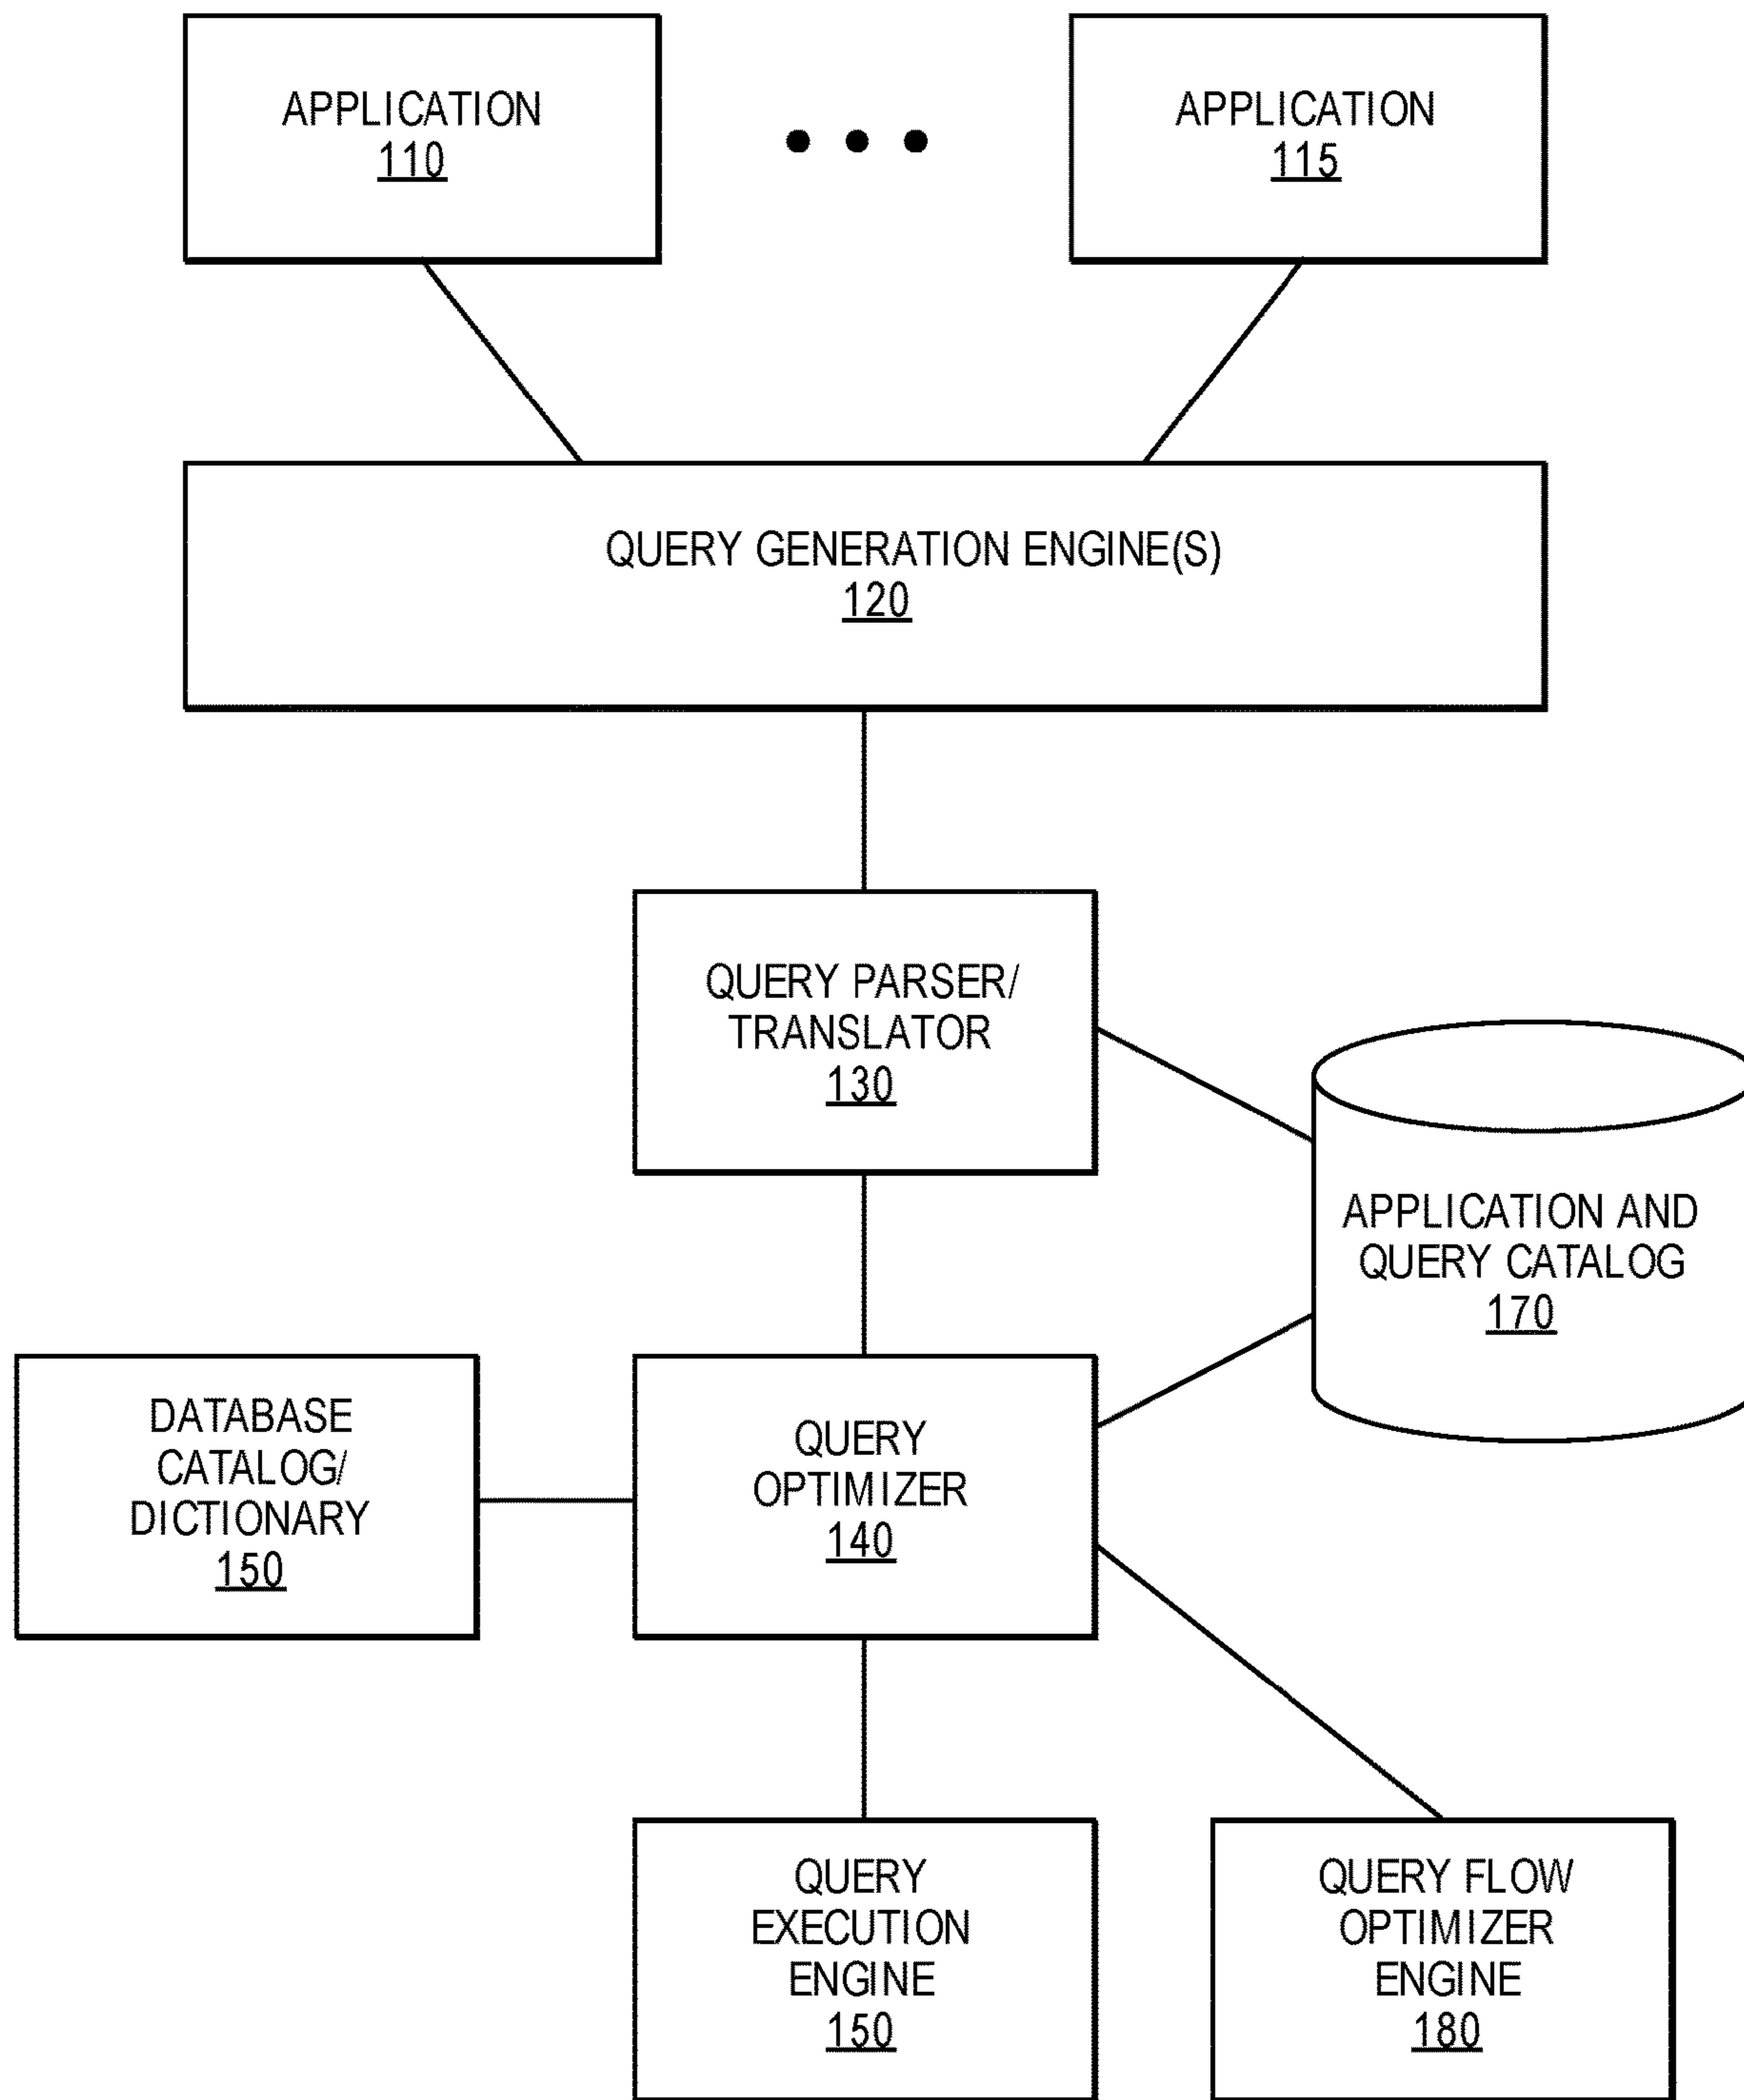 APPLICATION
110
APPLICATION
115
QUERY GENERATION ENGINE(S)
120
QUERY PARSER/
TRANSLATOR
130
APPLICATION AND
QUERY CATALOG
170
DATABASE
CATALOG/
DICTIONARY
150
QUERY
OPTIMIZER
140
QUERY
EXECUTION
ENGINE
150
QUERY FLOW
OPTIMIZER
ENGINE
180